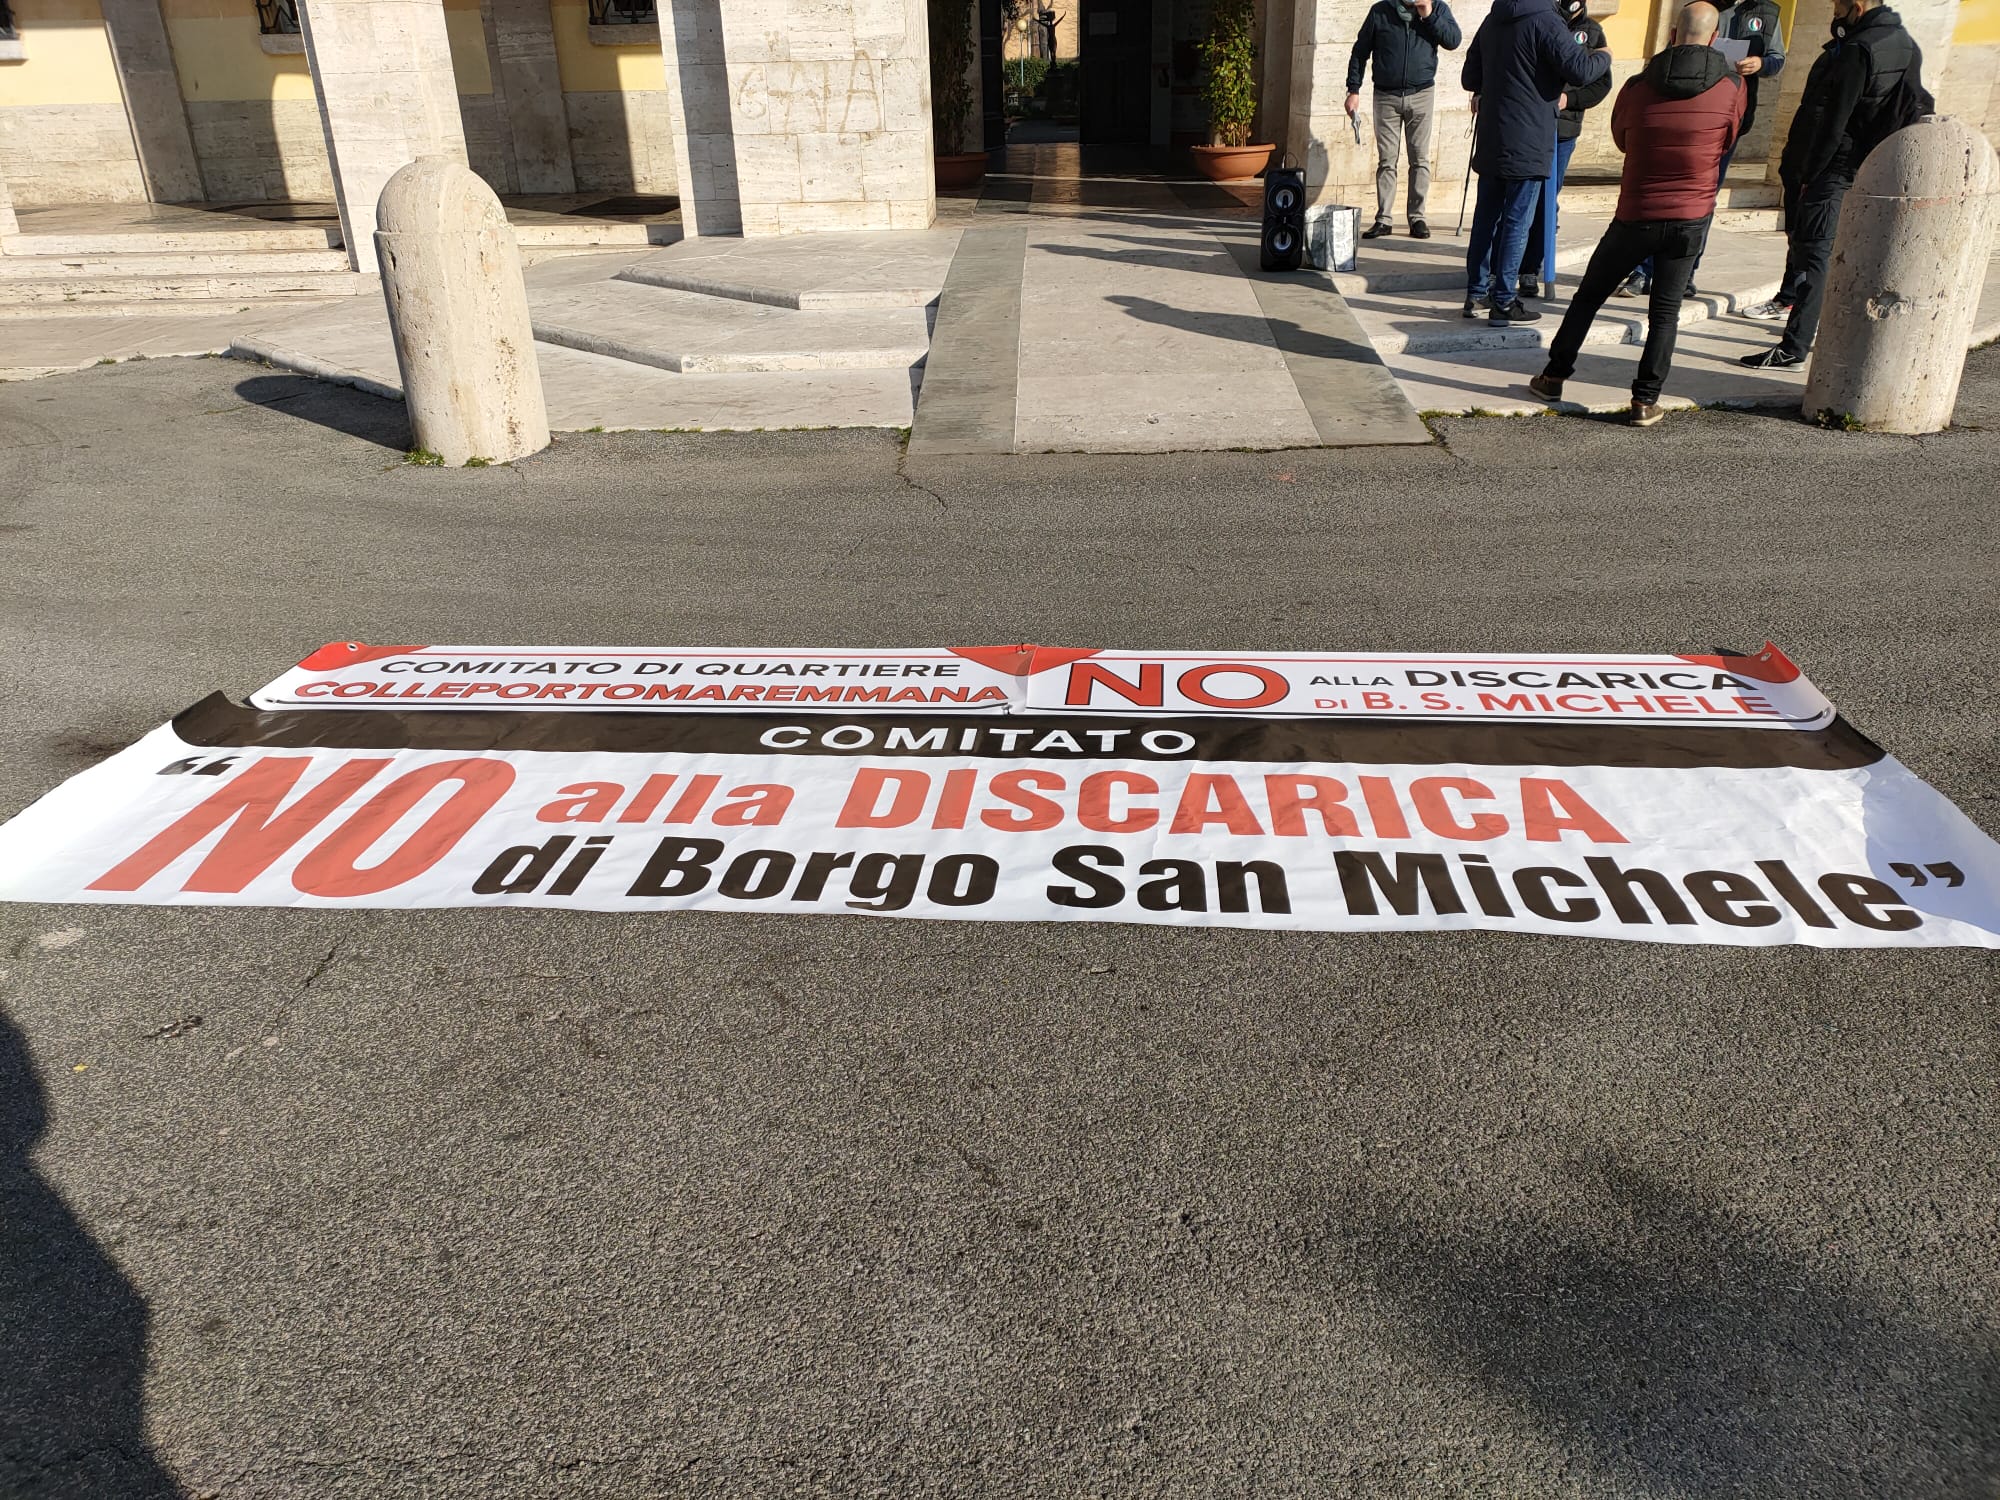 COMITATO DI QUARTIERE
COLLEPORTOMAREMMANA
NO ALLA DISCARICA
DI B. S. MICHELE
COMITATO
“NO alla DISCARICA
di Borgo San Michele”